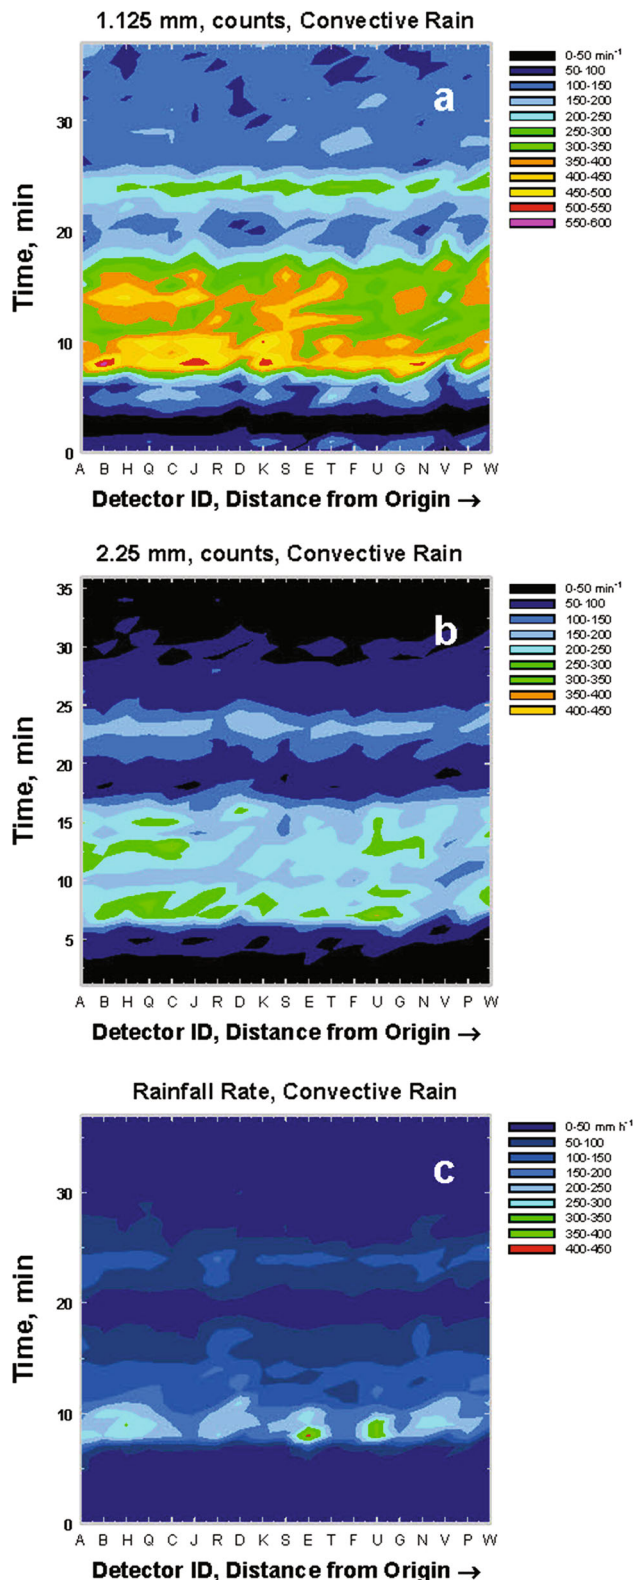 1.125 mm, counts, Convective Rain
a
0-50 min-1
50-100
100-150
150-200
200-250
250-300
300-350
350-400
400-450
450-500
500-550
550-600
Time, min
30
20
10
0
A B H Q C J R D K S E T F U G N V P W
Detector ID, Distance from Origin →
2.25 mm, counts, Convective Rain
b
0-50 min-1
50-100
100-150
150-200
200-250
250-300
300-350
350-400
400-450
Time, min
35
30
25
20
15
10
5
A B H Q C J R D K S E T F U G N V P W
Detector ID, Distance from Origin →
Rainfall Rate, Convective Rain
c
0-50 mm h-1
50-100
100-150
150-200
200-250
250-300
300-350
350-400
400-450
Time, min
30
20
10
0
A B H Q C J R D K S E T F U G N V P W
Detector ID, Distance from Origin →